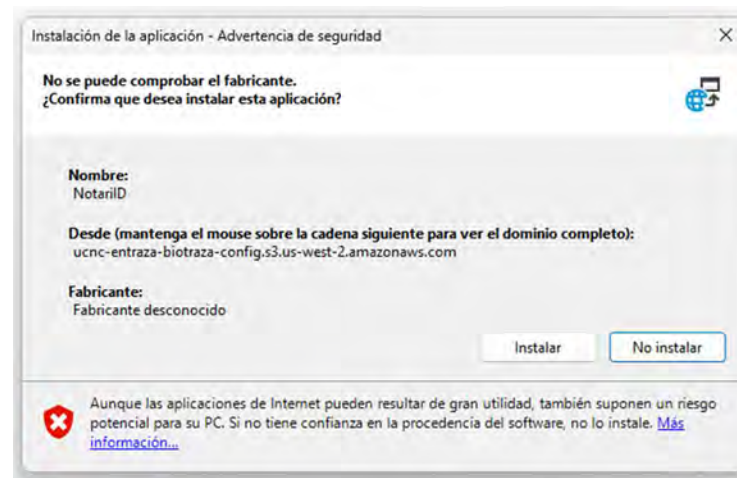 Instalación de la aplicación - Advertencia de seguridad
No se puede comprobar el fabricante.
¿Confirma que desea instalar esta aplicación?
Nombre:
NotariID
Desde (mantenga el mouse sobre la cadena siguiente para ver el dominio completo):
ucnc-entraza-biotraza-config.s3.us-west-2.amazonaws.com
Fabricante:
Fabricante desconocido
Instalar
No instalar
Aunque las aplicaciones de Internet pueden resultar de gran utilidad, también suponen un riesgo
potencial para su PC. Si no tiene confianza en la procedencia del software, no lo instale. Más
información...